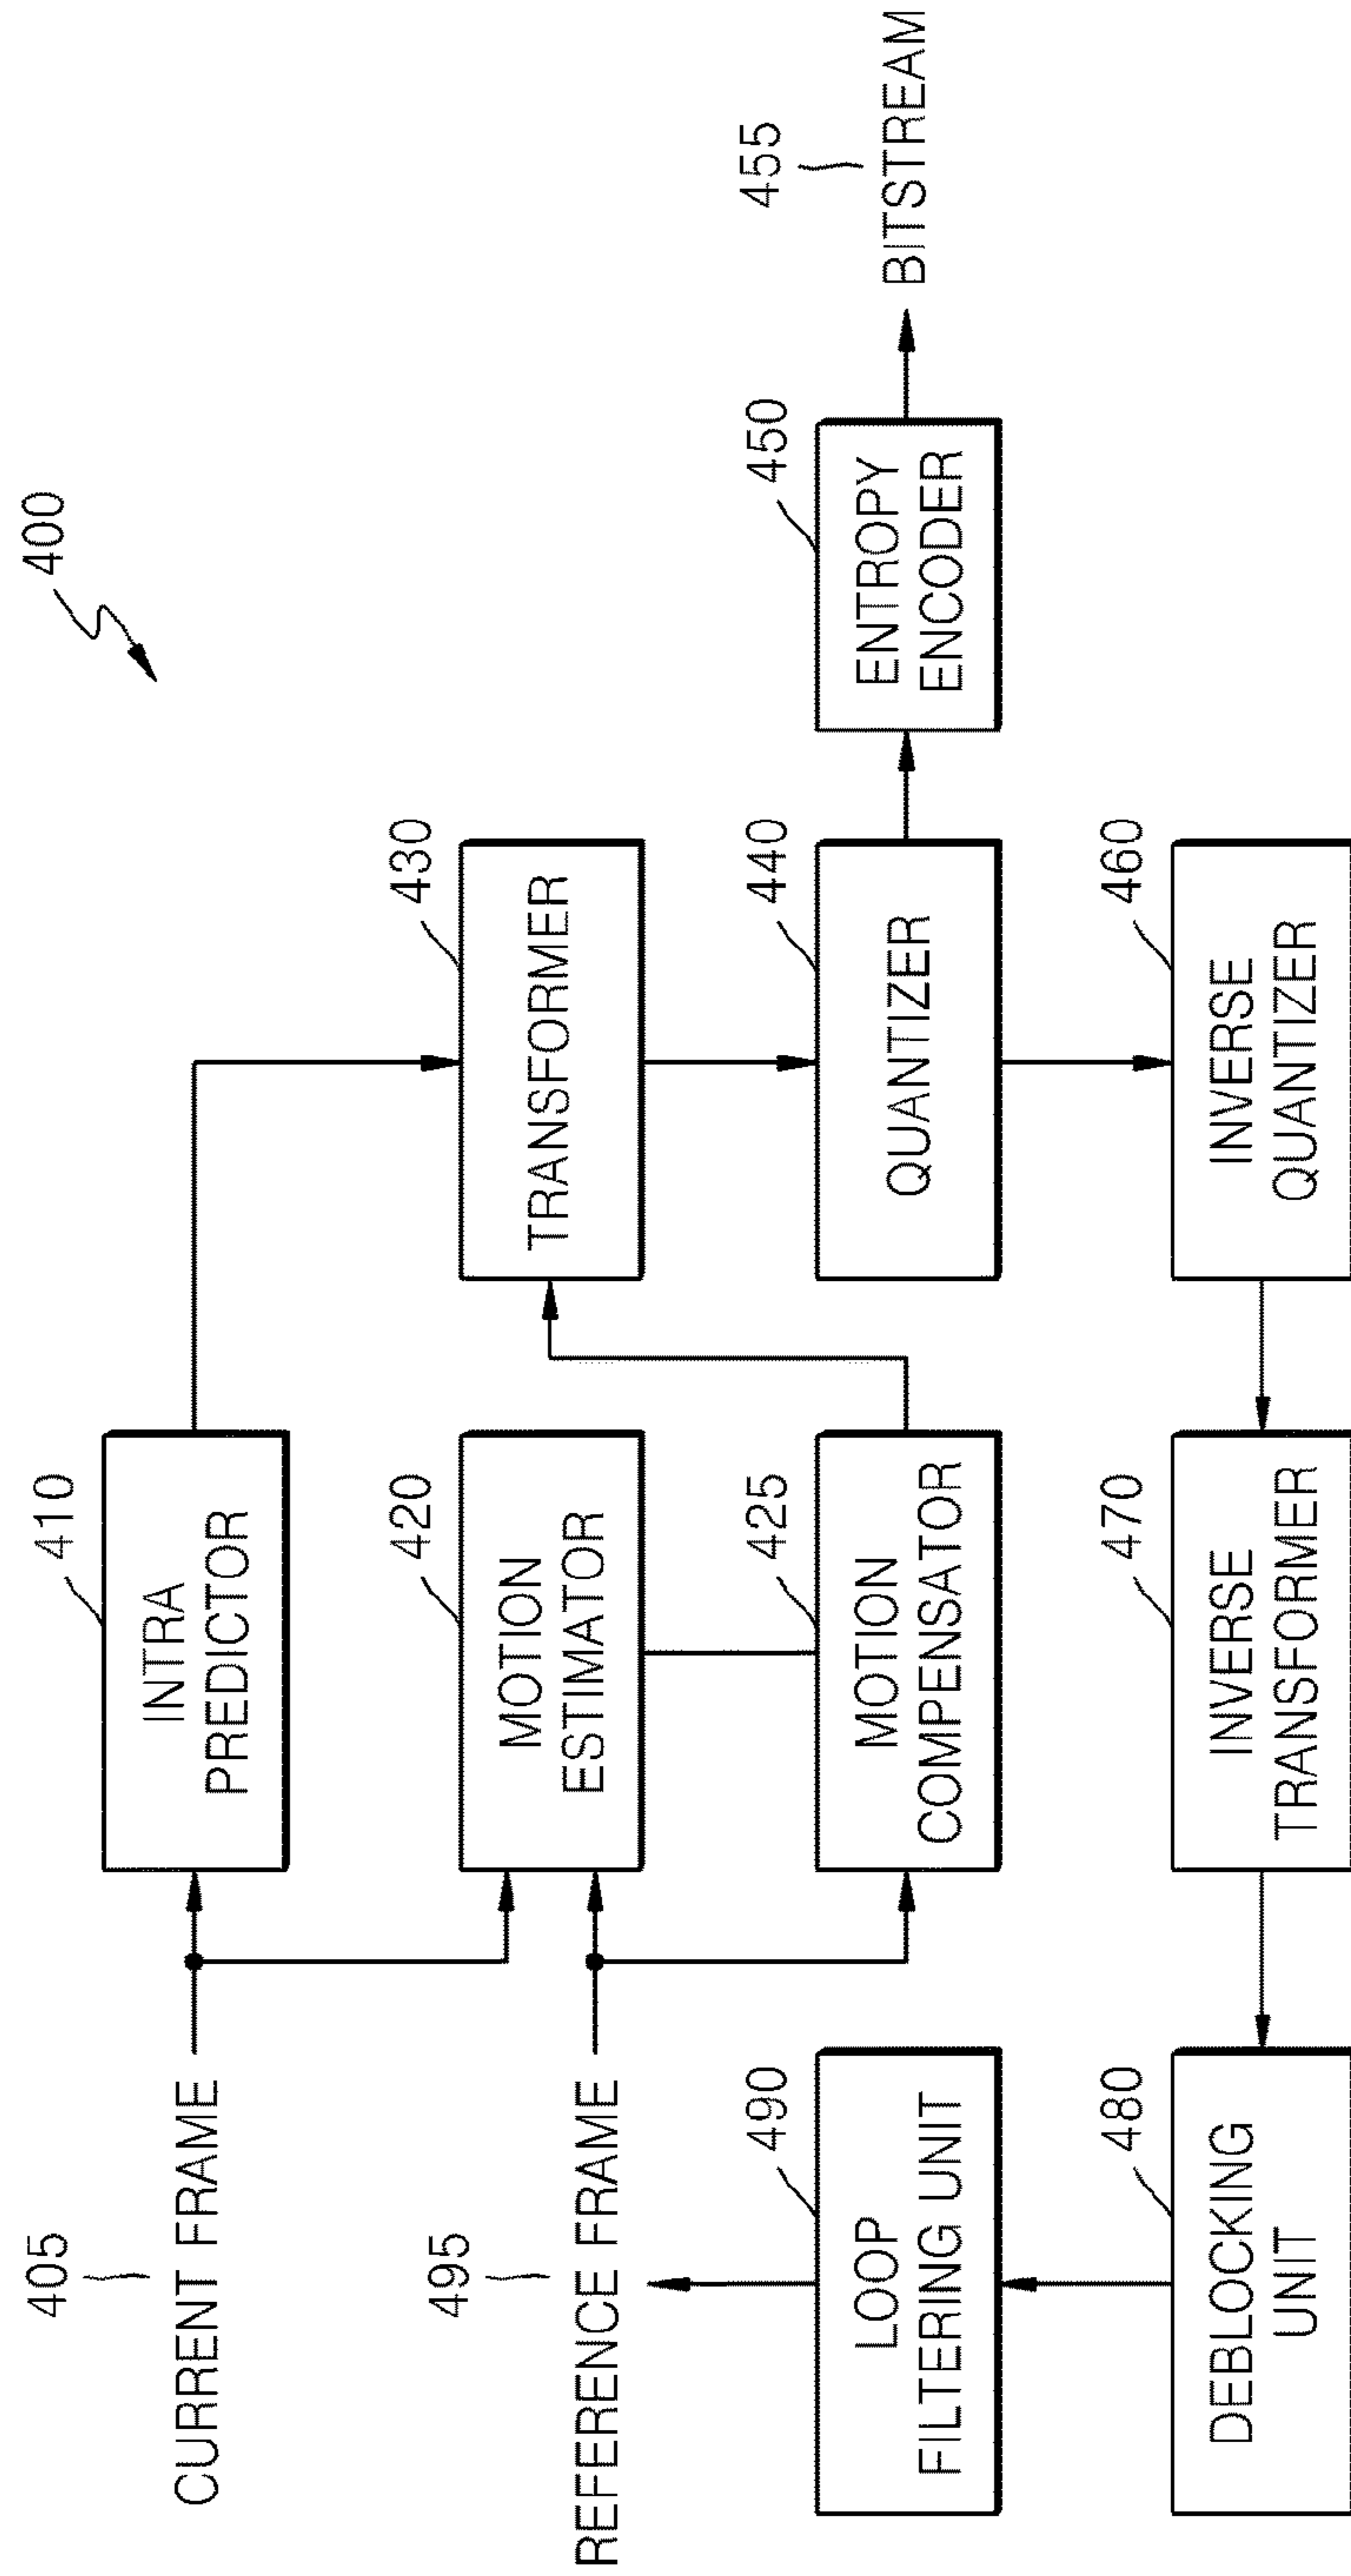 400
405
CURRENT FRAME
410
INTRA
PREDICTOR
495
REFERENCE FRAME
420
MOTION
ESTIMATOR
430
TRANSFORMER
490
LOOP
FILTERING UNIT
425
MOTION
COMPENSATOR
440
QUANTIZER
450
ENTROPY
ENCODER
455
BITSTREAM
480
DEBLOCKING
UNIT
470
INVERSE
TRANSFORMER
460
INVERSE
QUANTIZER